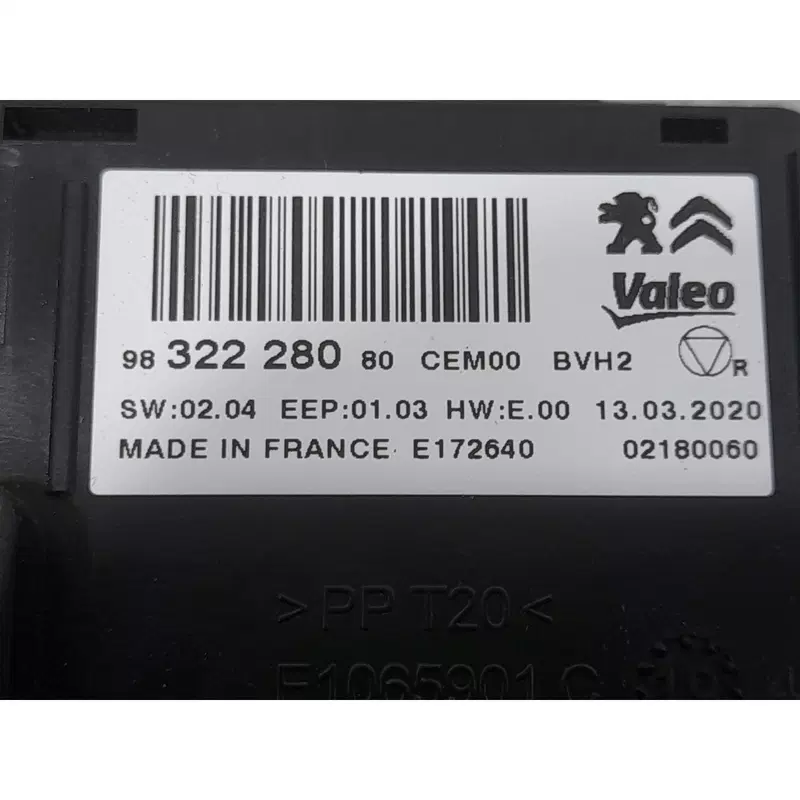 Valeo
98 322 280 80 CEM00 BVH2 R
SW:02.04 EEP:01.03 HW:E.00 13.03.2020
MADE IN FRANCE E172640 02180060
>PP T20<
E1065901 C